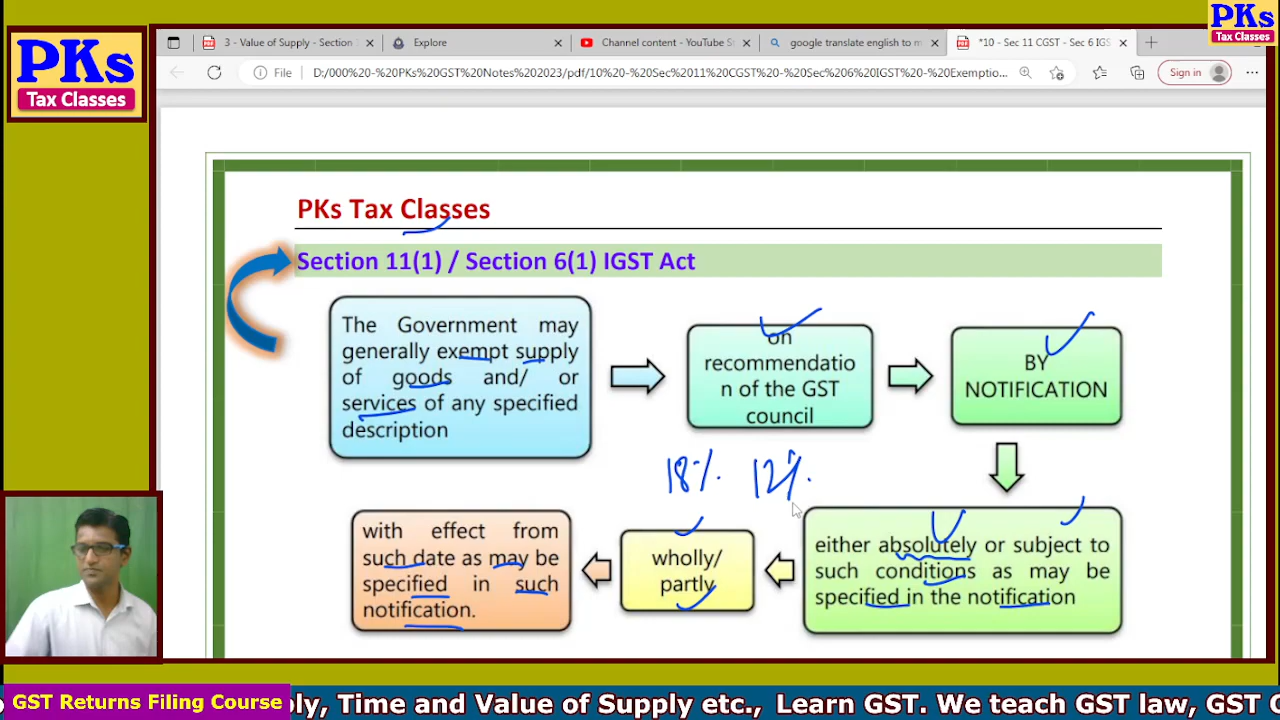 PKs
Tax Classes
PKs
Tax Classes
3 - Value of Supply - Section
Explore
Channel content - YouTube S
google translate english to m
*10 - Sec 11 CGST - Sec 6 IGS
File
D:/000%20-%20PKs%20GST%20Notes%202023/pdf/10%20-%20Sec%2011%20CGST%20-%20Sec%206%20IGST%20-%20Exemptio...
Sign in
PKs Tax Classes
Section 11(1) / Section 6(1) IGST Act
The Government may
generally exempt supply
of goods and/ or
services of any specified
description
on
recommendatio
n of the GST
council
BY
NOTIFICATION
18% 12%
with effect from
such date as may be
specified in such
notification.
wholly/
partly
either absolutely or subject to
such conditions as may be
specified in the notification
GST Returns Filing Course
ply, Time and Value of Supply etc., Learn GST. We teach GST law, GST